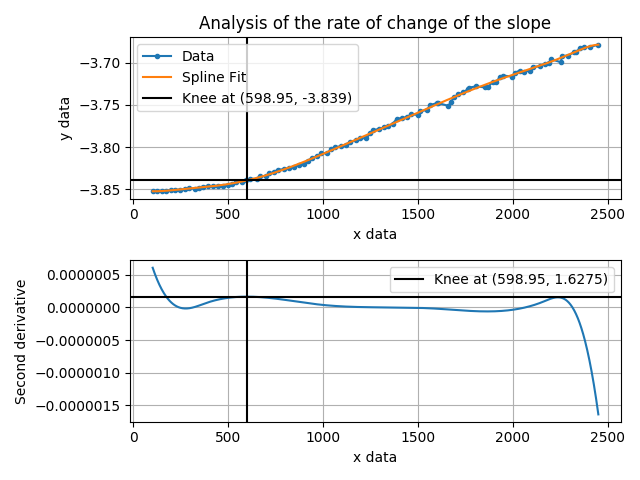 Analysis of the rate of change of the slope
Data
Spline Fit
Knee at (598.95, -3.839)
y data
−3.70
−3.75
−3.80
−3.85
0
500
1000
1500
2000
2500
x data
Knee at (598.95, 1.6275)
Second derivative
0.0000005
0.0000000
−0.0000005
−0.0000010
−0.0000015
0
500
1000
1500
2000
2500
x data